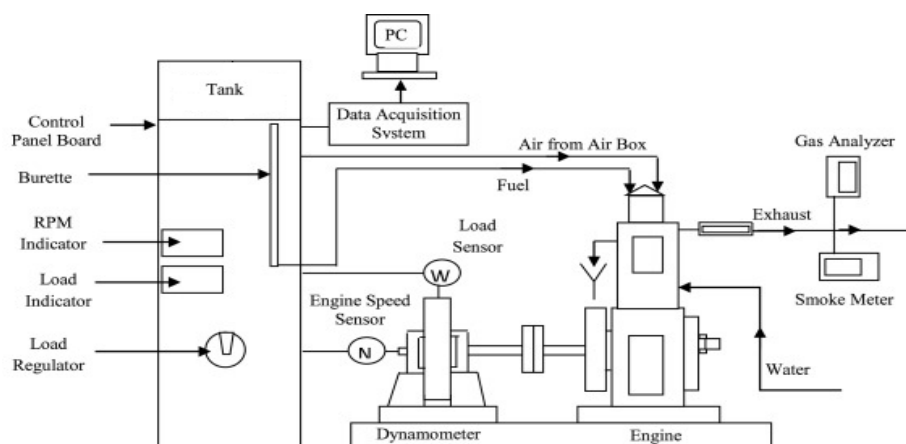 PC
Tank
Data Acquisition
System
Control
Panel Board
Burette
RPM
Indicator
Load
Indicator
Load
Regulator
Air from Air Box
Fuel
Load
Sensor
W
Engine Speed
Sensor
N
Gas Analyzer
Exhaust
Smoke Meter
Water
Dynamometer
Engine